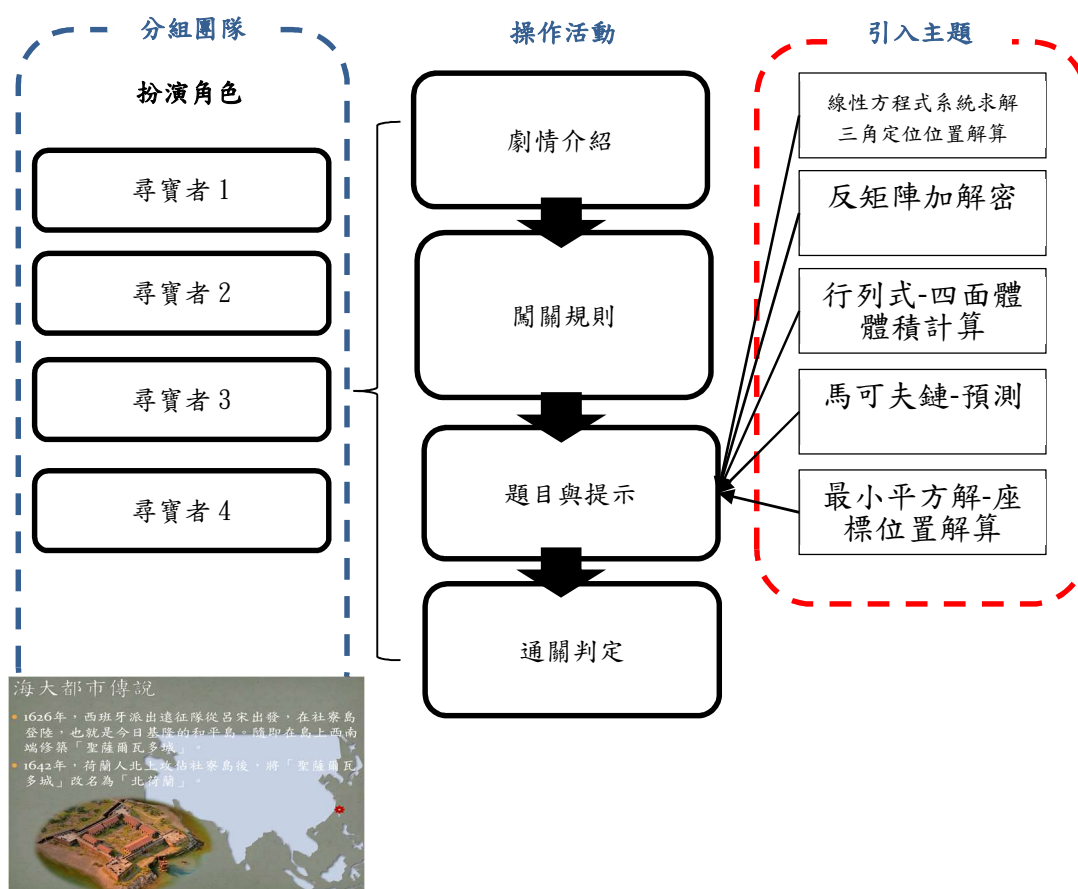 分組團隊
扮演角色
尋寶者 1
尋寶者 2
尋寶者 3
尋寶者 4
操作活動
劇情介紹
闖關規則
題目與提示
通關判定
引入主題
線性方程式系統求解
三角定位位置解算
反矩陣加解密
行列式-四面體
體積計算
馬可夫鏈-預測
最小平方解-座
標位置解算
海大都市傳說
1626年，西班牙派出遠征隊從呂宋出發，在社寮島
登陸，也就是今日基隆的和平島。隨即在島上西南
端修築「聖薩爾瓦多城」。
1642年，荷蘭人北上攻佔社寮島後，將「聖薩爾瓦
多城」改名為「北荷蘭」。